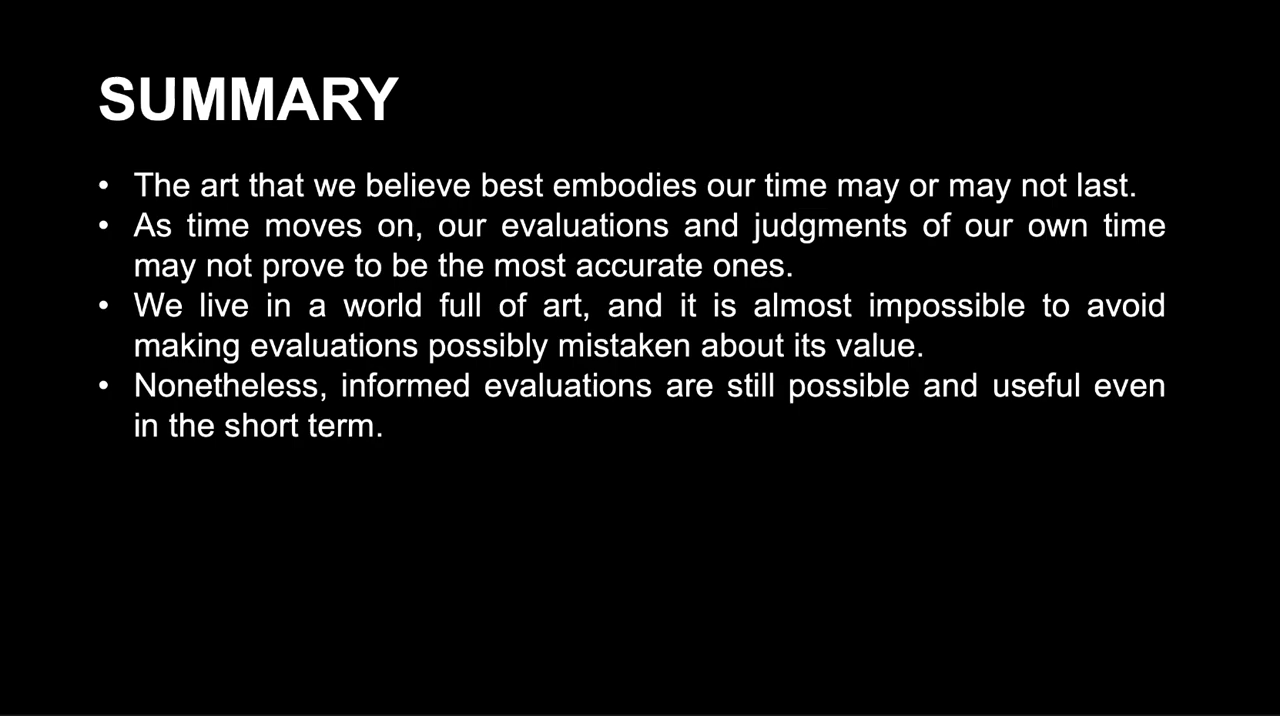 SUMMARY
• The art that we believe best embodies our time may or may not last.
• As time moves on, our evaluations and judgments of our own time
may not prove to be the most accurate ones.
• We live in a world full of art, and it is almost impossible to avoid
making evaluations possibly mistaken about its value.
• Nonetheless, informed evaluations are still possible and useful even
in the short term.